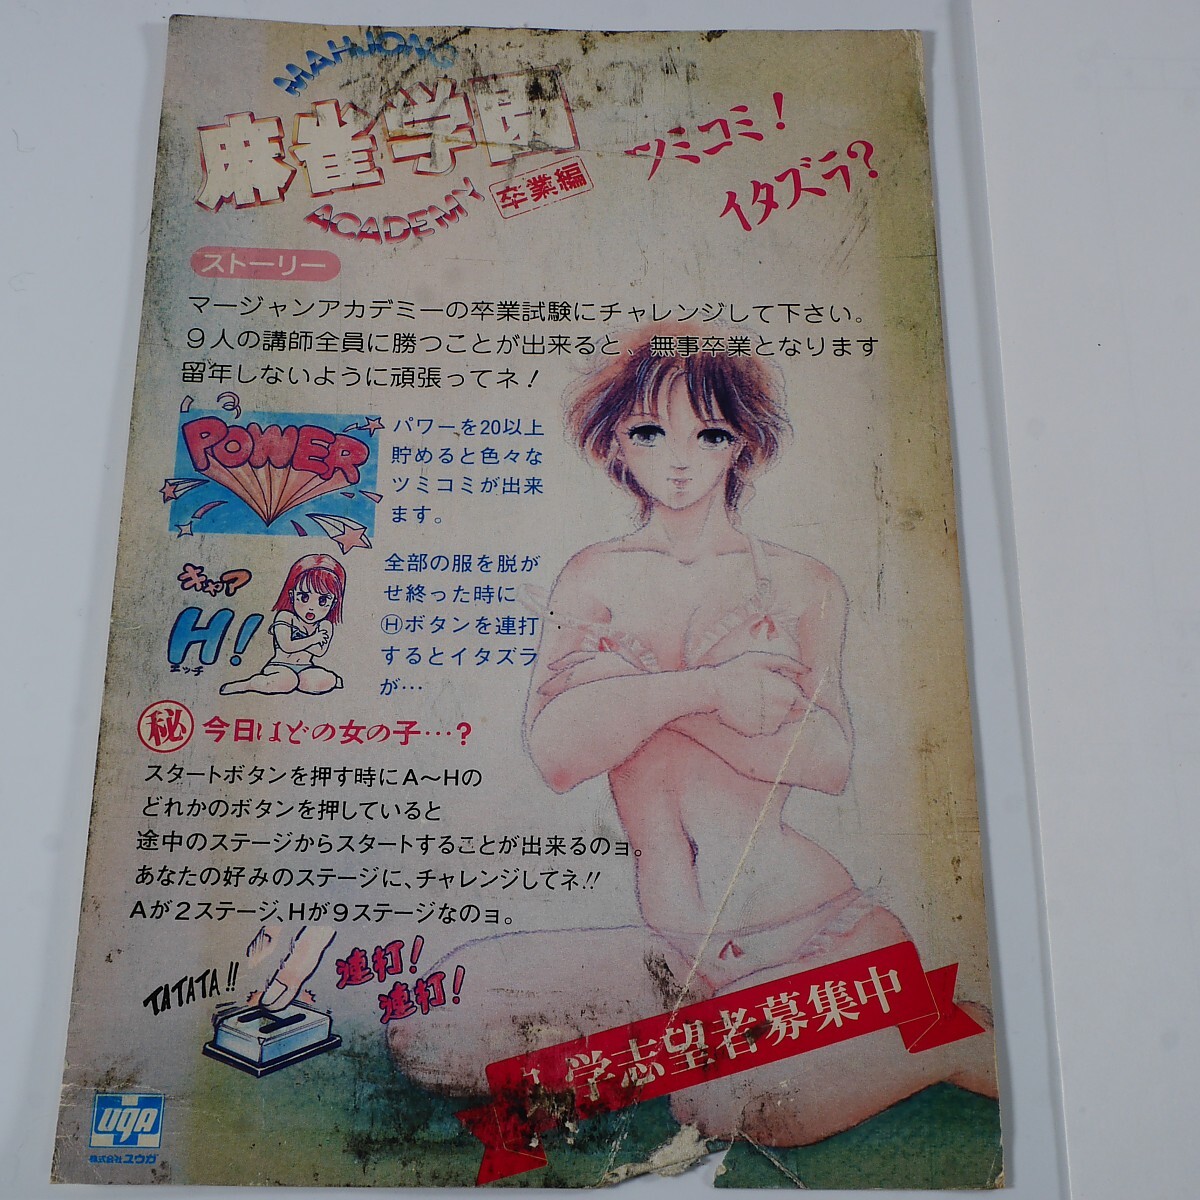 MAHJONG
麻雀学園
ACADEMY
卒業編
ツミコミ!
イタズラ?
ストーリー
マージャンアカデミーの卒業試験にチャレンジして下さい。
9人の講師全員に勝つことが出来ると、無事卒業となります
留年しないように頑張ってネ!
POWER
パワーを20以上
貯めると色々な
ツミコミが出来
ます。
キャア
H!
エッチ
全部の服を脱が
せ終った時に
Ⓗボタンを連打
するとイタズラ
が…
㊙今日はどの女の子…?
スタートボタンを押す時にA〜Hの
どれかのボタンを押していると
途中のステージからスタートすることが出来るのョ。
あなたの好みのステージに、チャレンジしてネ!!
Aが2ステージ、Hが9ステージなのョ。
TATATA!!
連打!
連打!
H
学志望者募集中
UGA
株式会社ユウガ